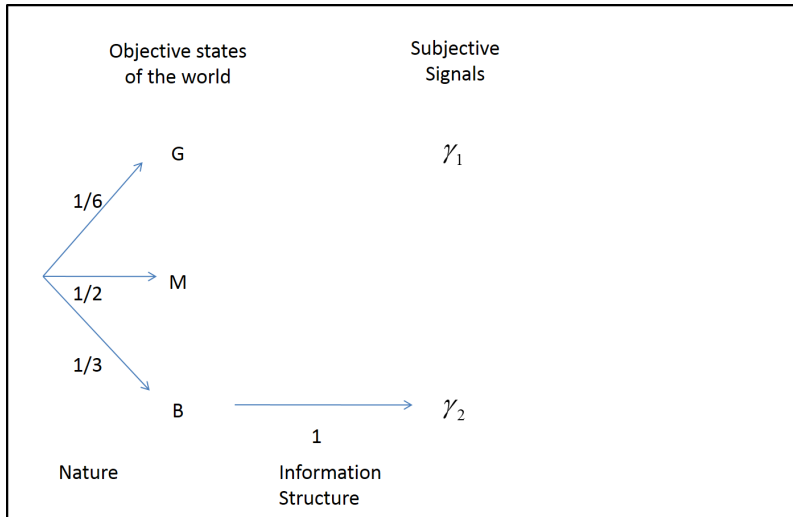 Objective states
of the world
Subjective
Signals
G
γ₁
1/6
M
1/2
1/3
B
γ₂
1
Nature
Information
Structure